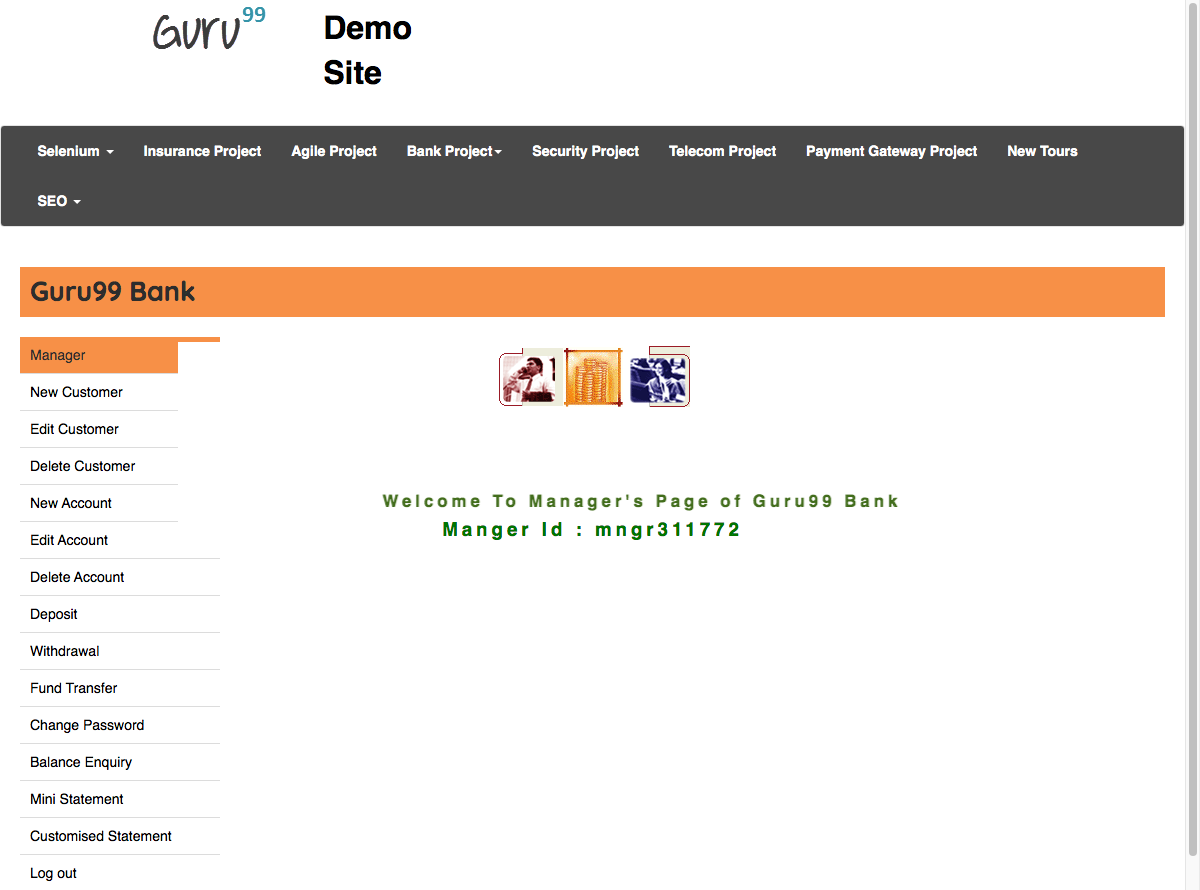 Guru99
Demo
Site
Selenium Insurance Project Agile Project Bank Project Security Project Telecom Project Payment Gateway Project New Tours
SEO
Guru99 Bank
Manager
New Customer
Edit Customer
Delete Customer
New Account
Edit Account
Delete Account
Deposit
Withdrawal
Fund Transfer
Change Password
Balance Enquiry
Mini Statement
Customised Statement
Log out
Welcome To Manager's Page of Guru99 Bank
Manger Id : mngr311772